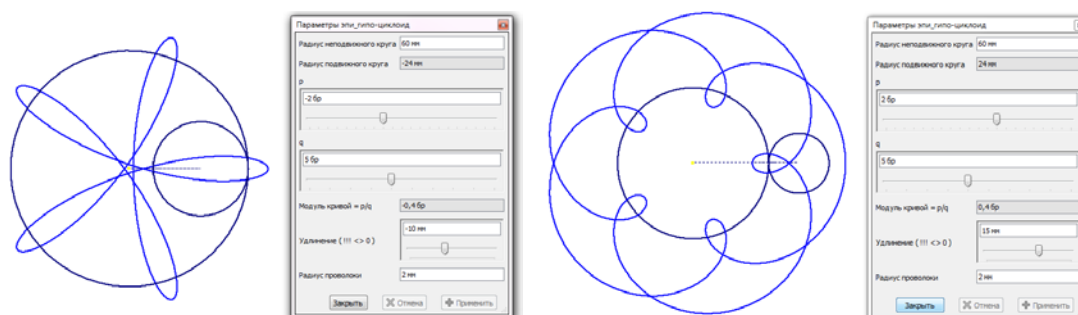 Параметры эпи_гипо-циклоид
Радиус неподвижного круга 60 мм
Радиус подвижного круга -24 мм
p
-2 бр
q
5 бр
Модуль кривой = p/q -0,4 бр
Удлинение ( !!! <> 0 ) -10 мм
Радиус проволоки 2 мм
Закрыть Отмена Применить
Параметры эпи_гипо-циклоид
Радиус неподвижного круга 60 мм
Радиус подвижного круга 24 мм
p
2 бр
q
5 бр
Модуль кривой = p/q 0,4 бр
Удлинение ( !!! <> 0 ) 15 мм
Радиус проволоки 2 мм
Закрыть Отмена Применить